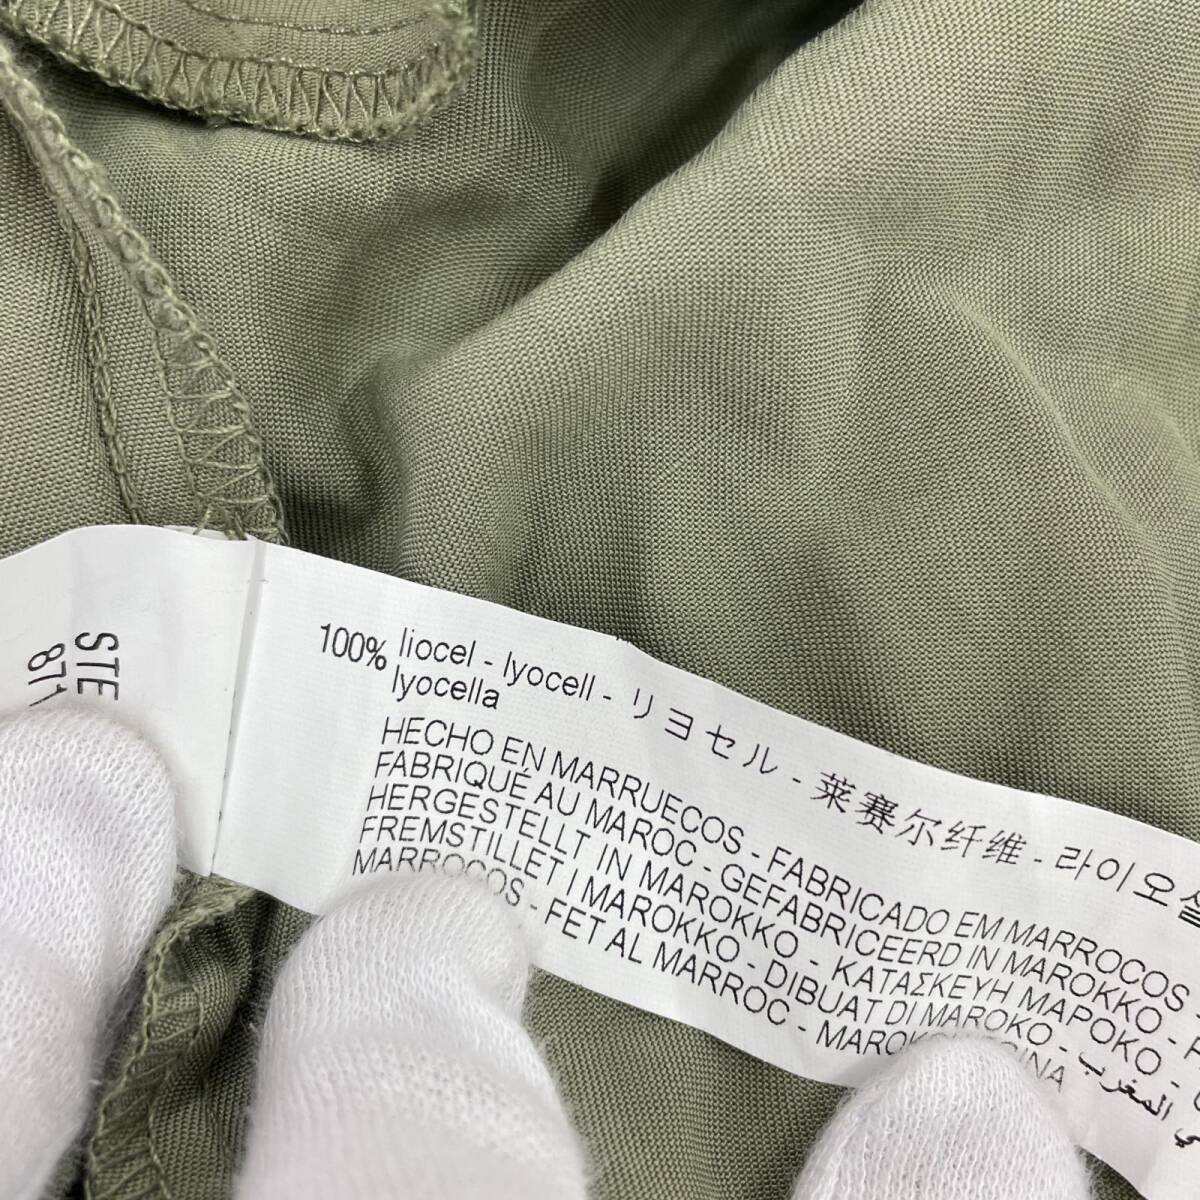 STE
871
100% liocel - lyocell - リヨセル - 莱赛尔纤维 - 라이오셀
lyocella
HECHO EN MARRUECOS - FABRICADO EM MARROCOS -
FABRIQUÉ AU MAROC - GEFABRICEERD IN MAROKKO -
HERGESTELLT IN MAROKKO - ΚΑΤΑΣΚΕΥΗ ΜΑΡΟΚΟ -
FREMSTILLET I MAROKKO - DIBUAT DI MAROKO - المغرب
MARROCOS - FET AL MARROC -